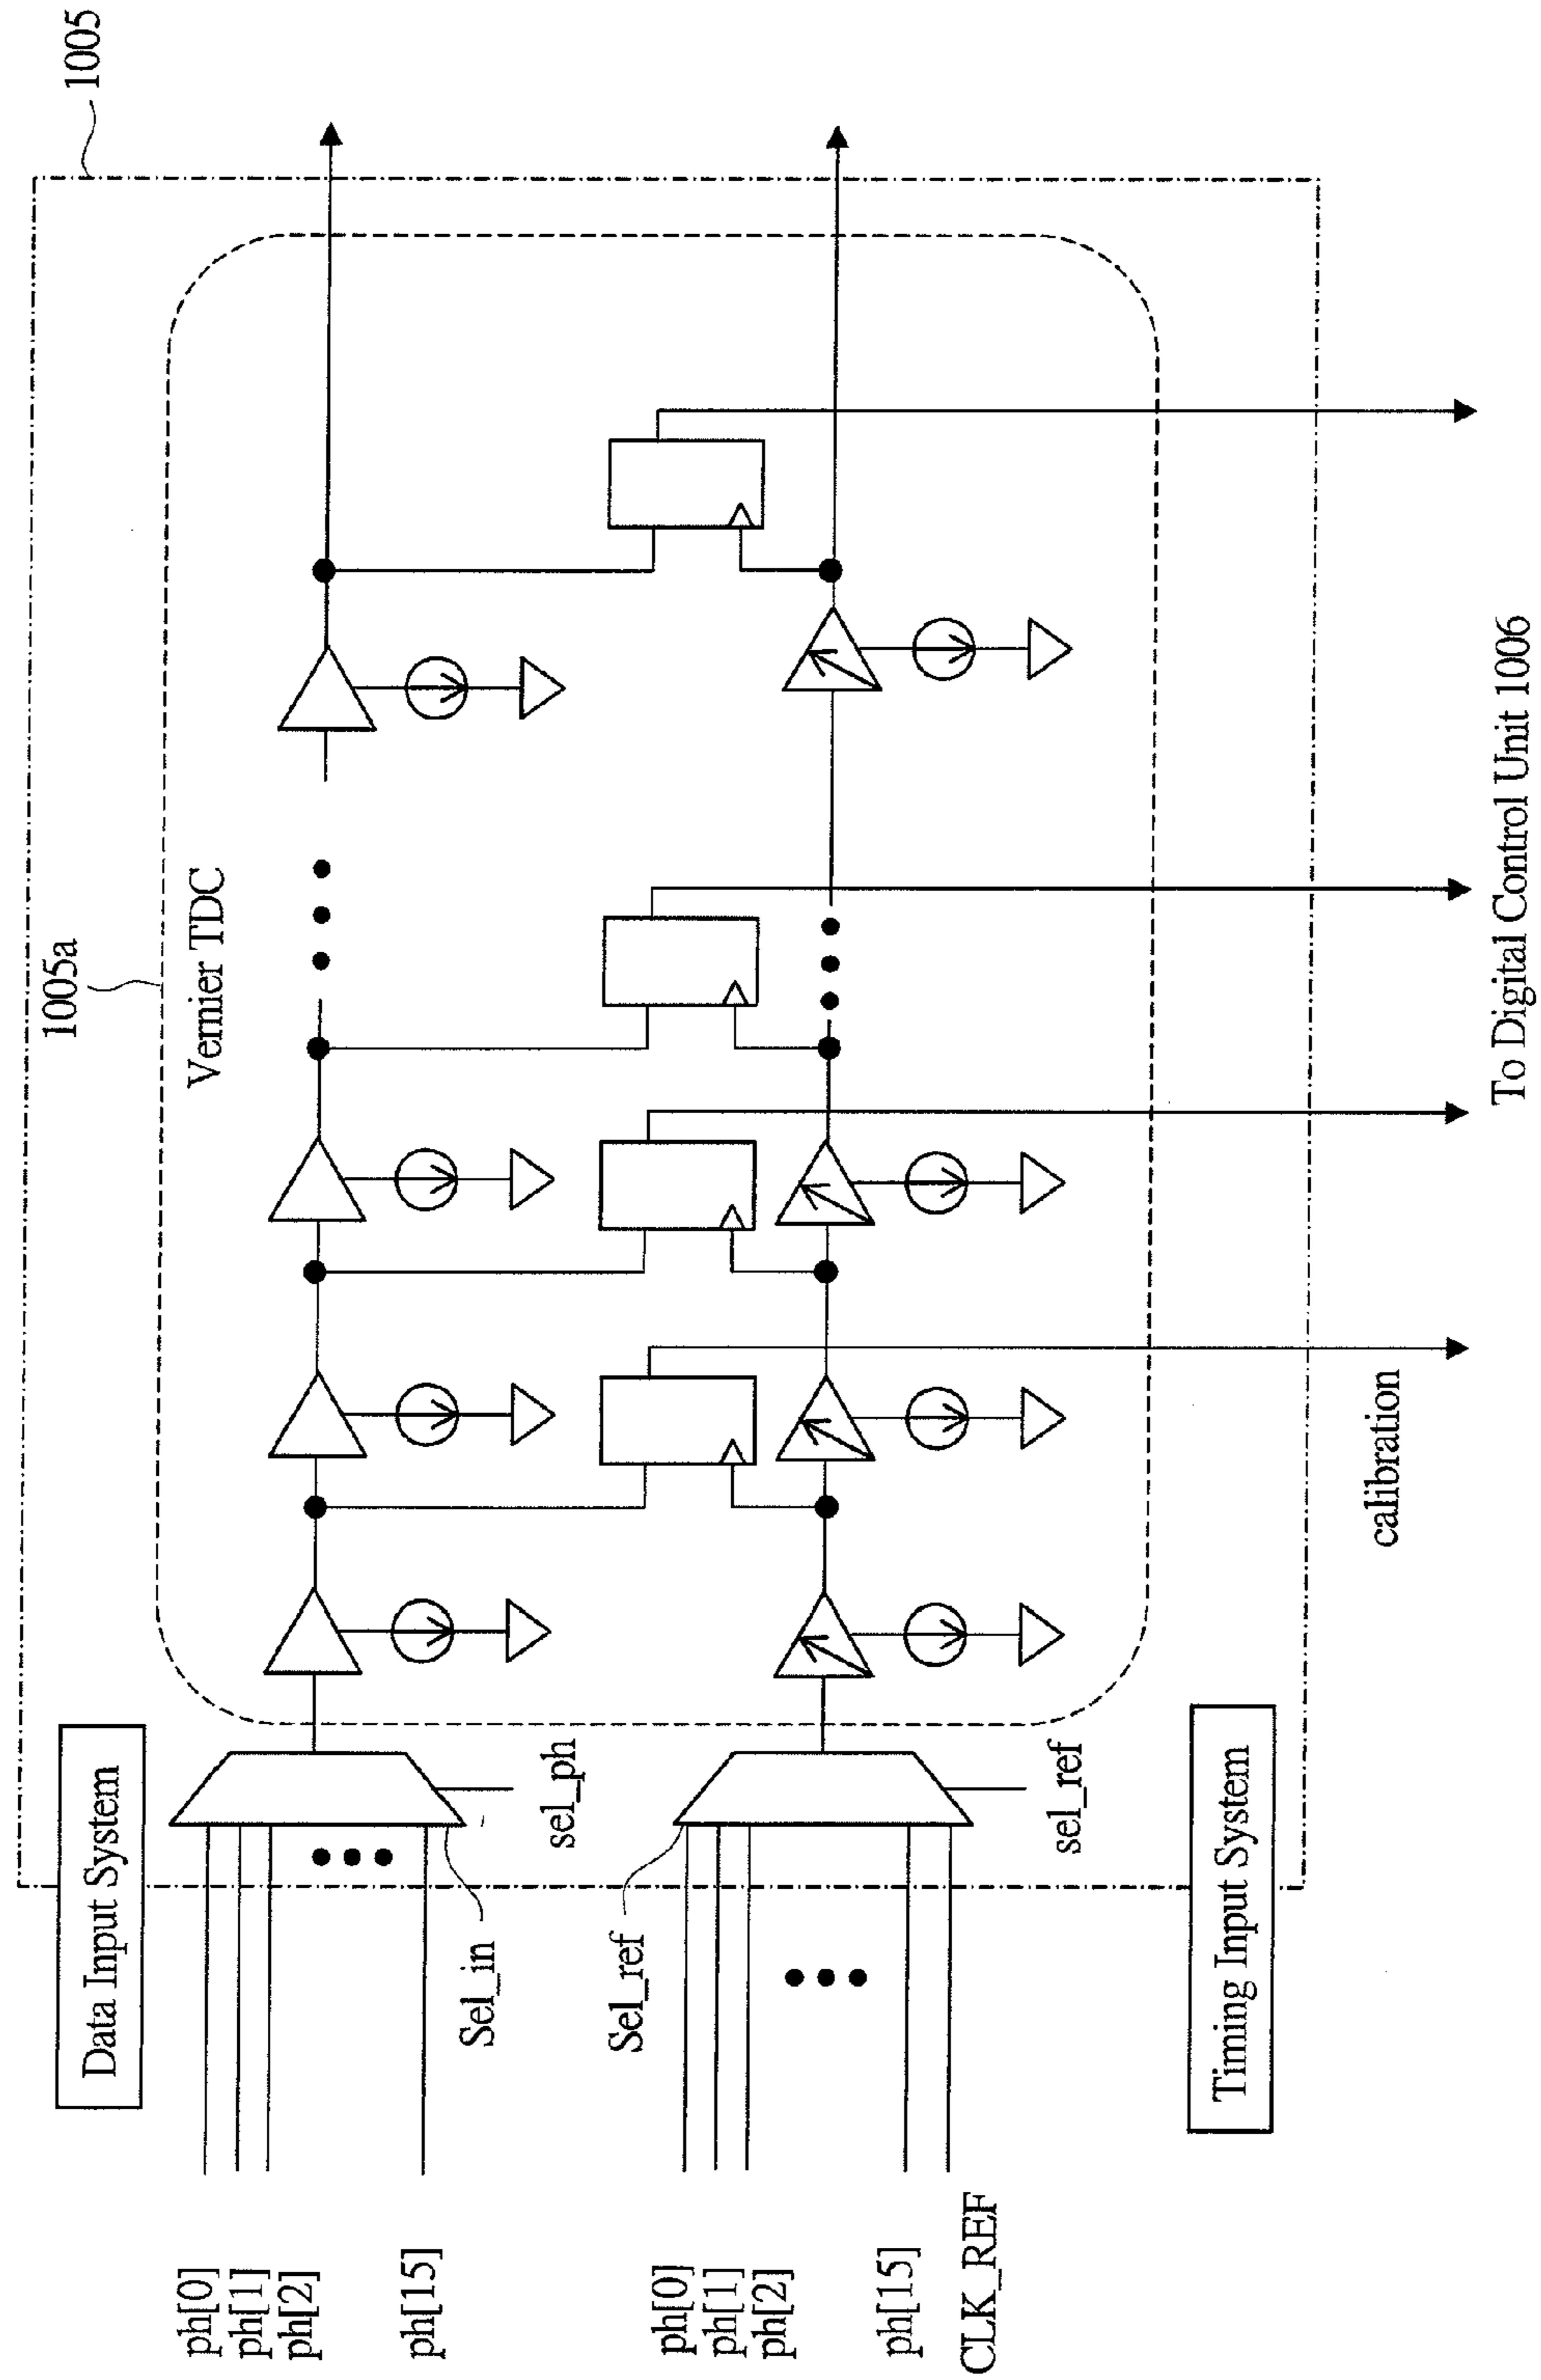 1005
1005a
Vernier TDC
Data Input System
ph[0]
ph[1]
ph[2]
ph[15]
Sel_in
sel_ph
ph[0]
ph[1]
ph[2]
ph[15]
CLK_REF
Sel_ref
sel_ref
Timing Input System
calibration
To Digital Control Unit 1006